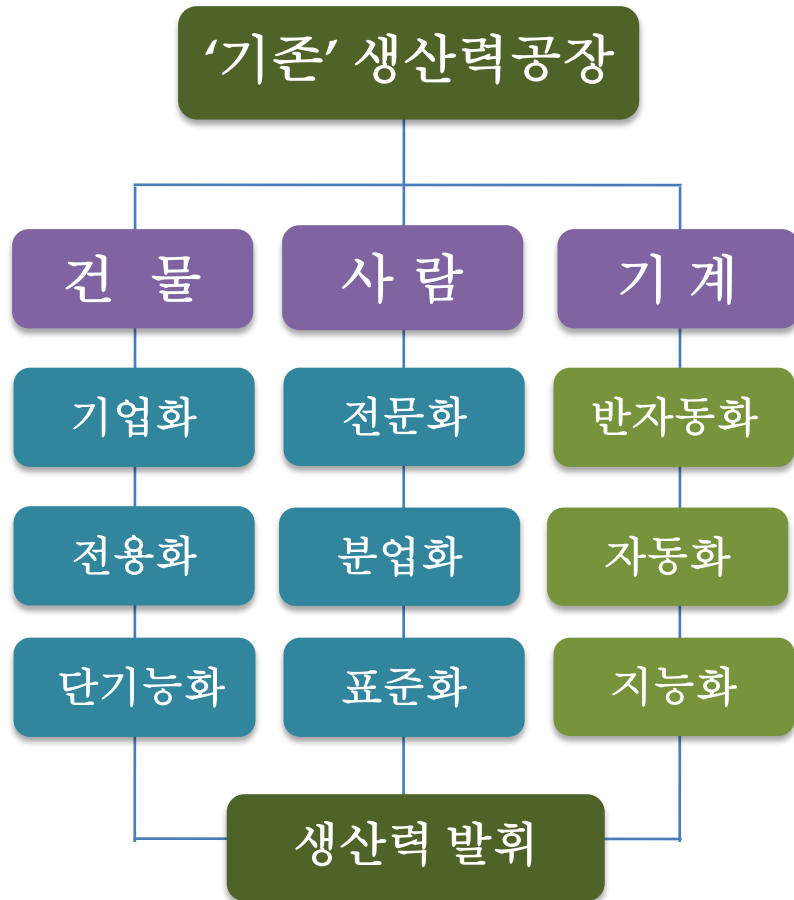 ‘기존’ 생산력공장
건 물
사 람
기 계
기업화
전문화
반자동화
전용화
분업화
자동화
단기능화
표준화
지능화
생산력 발휘